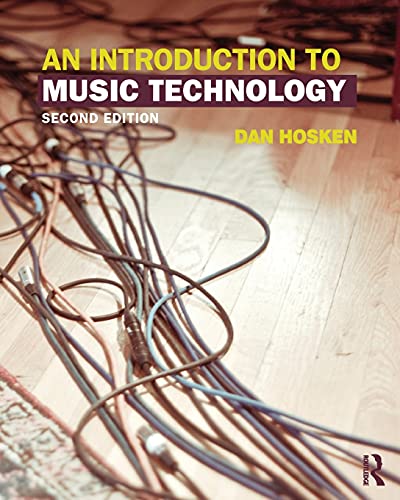 AN INTRODUCTION TO
MUSIC TECHNOLOGY
SECOND EDITION
DAN HOSKEN
ROUTLEDGE